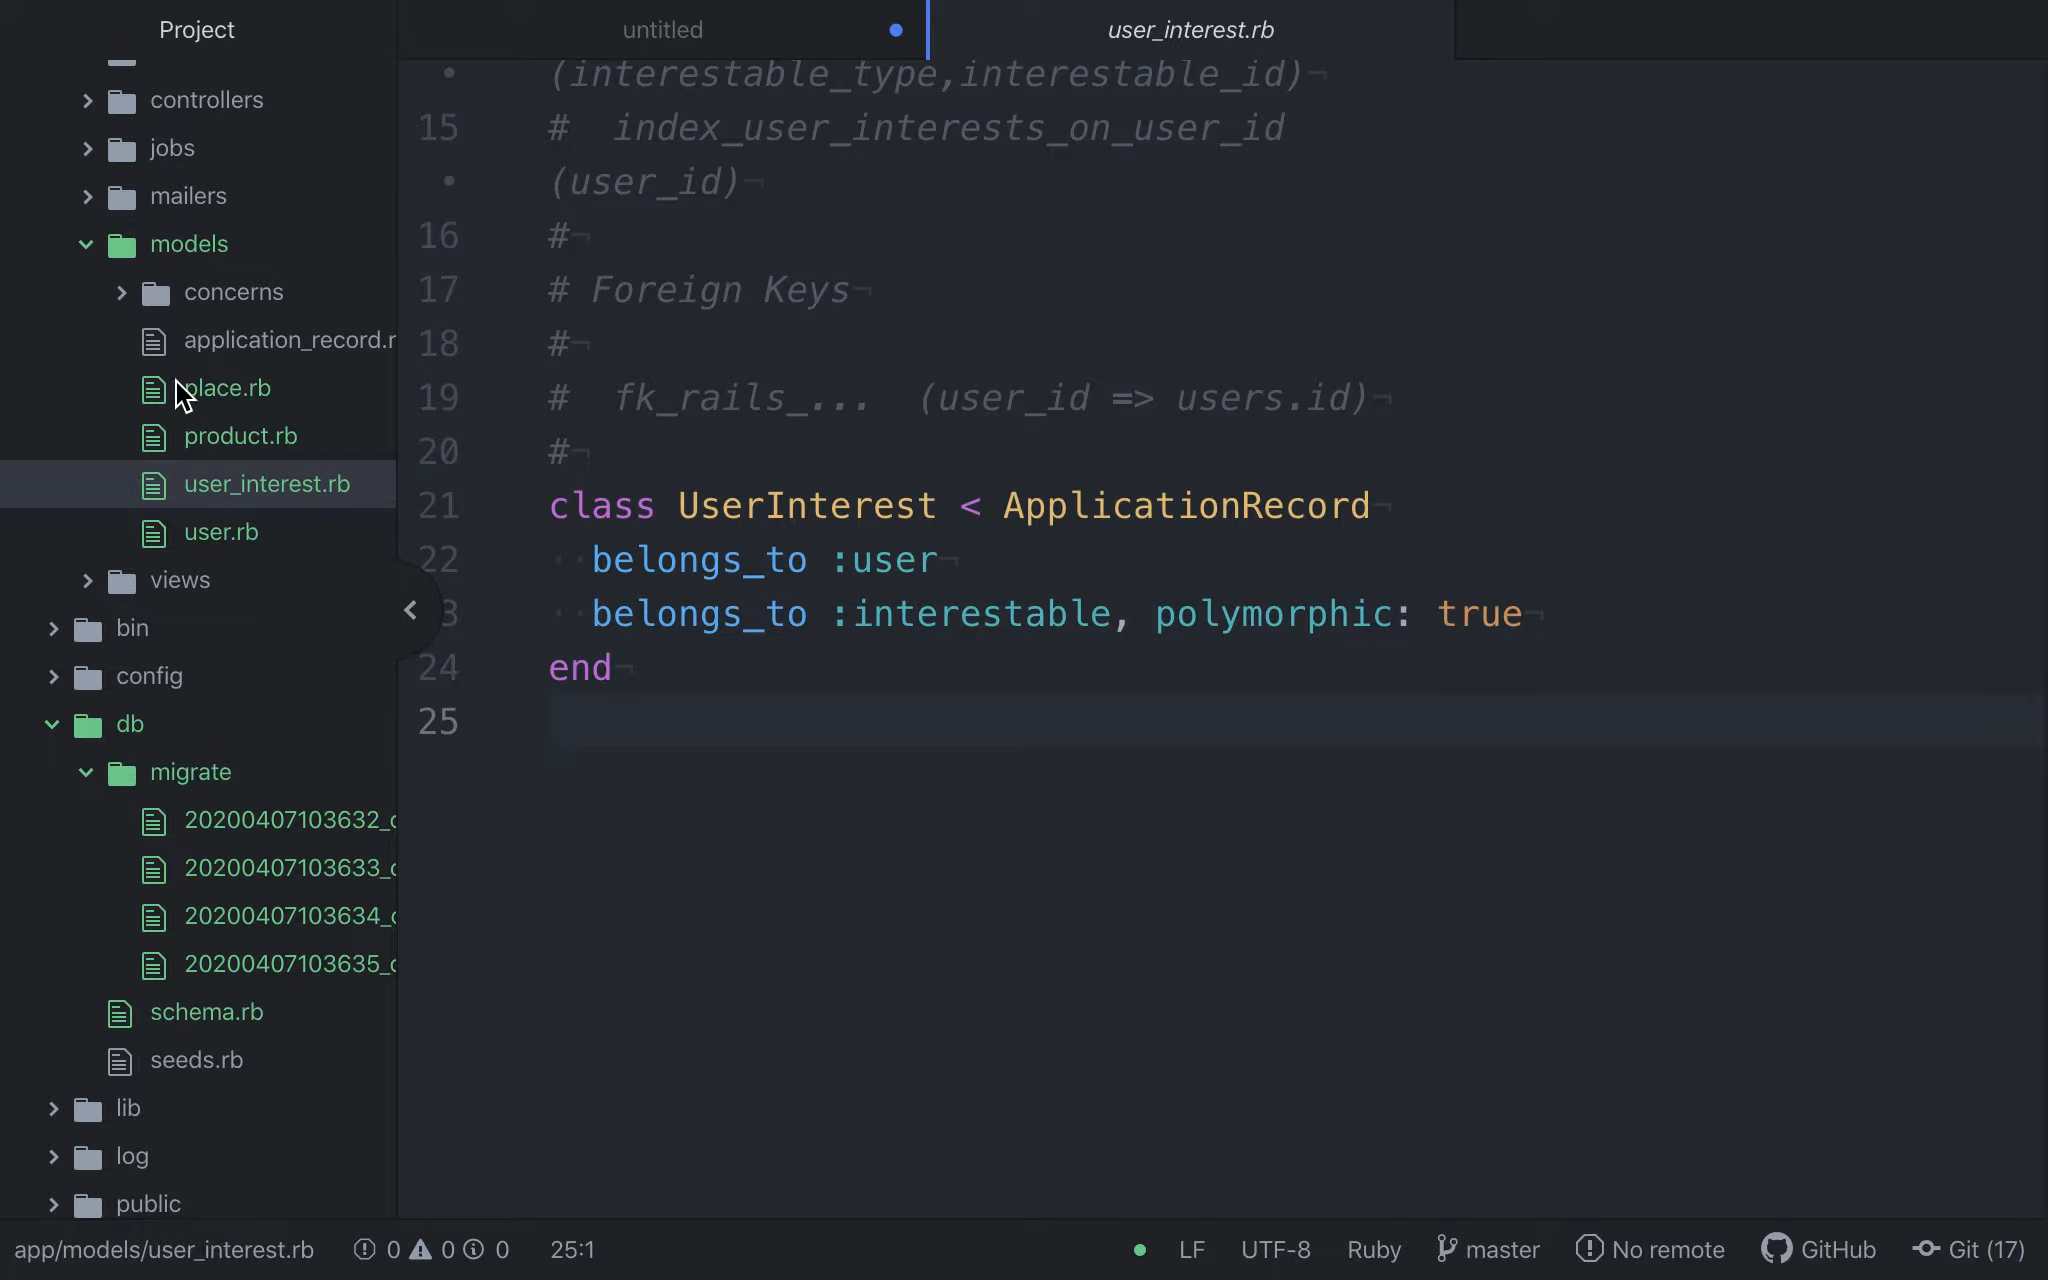 Project
controllers
jobs
mailers
models
concerns
application_record.r
place.rb
product.rb
user_interest.rb
user.rb
views
bin
config
db
migrate
20200407103632_c
20200407103633_c
20200407103634_c
20200407103635_c
schema.rb
seeds.rb
lib
log
public
untitled
user_interest.rb
• (interestable_type,interestable_id)¬
15 #  index_user_interests_on_user_id
• (user_id)¬
16 #¬
17 # Foreign Keys¬
18 #¬
19 #  fk_rails_...  (user_id => users.id)¬
20 #¬
21 class UserInterest < ApplicationRecord¬
22 ··belongs_to :user¬
3 ··belongs_to :interestable, polymorphic: true¬
24 end¬
25
app/models/user_interest.rb 0 0 0 25:1 LF UTF-8 Ruby master No remote GitHub Git (17)